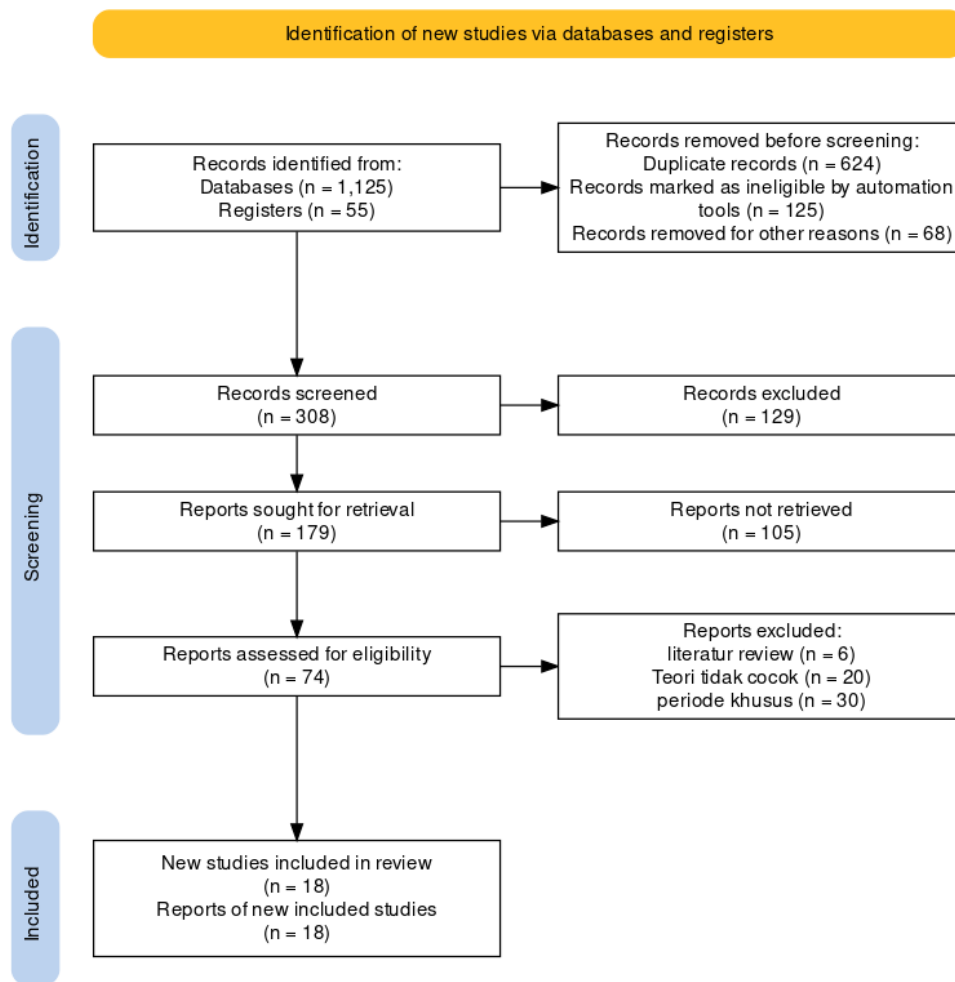 Identification of new studies via databases and registers
Identification
Records identified from:
Databases (n = 1,125)
Registers (n = 55)
Records removed before screening:
Duplicate records (n = 624)
Records marked as ineligible by automation
tools (n = 125)
Records removed for other reasons (n = 68)
Screening
Records screened
(n = 308)
Records excluded
(n = 129)
Reports sought for retrieval
(n = 179)
Reports not retrieved
(n = 105)
Reports assessed for eligibility
(n = 74)
Reports excluded:
literatur review (n = 6)
Teori tidak cocok (n = 20)
periode khusus (n = 30)
Included
New studies included in review
(n = 18)
Reports of new included studies
(n = 18)